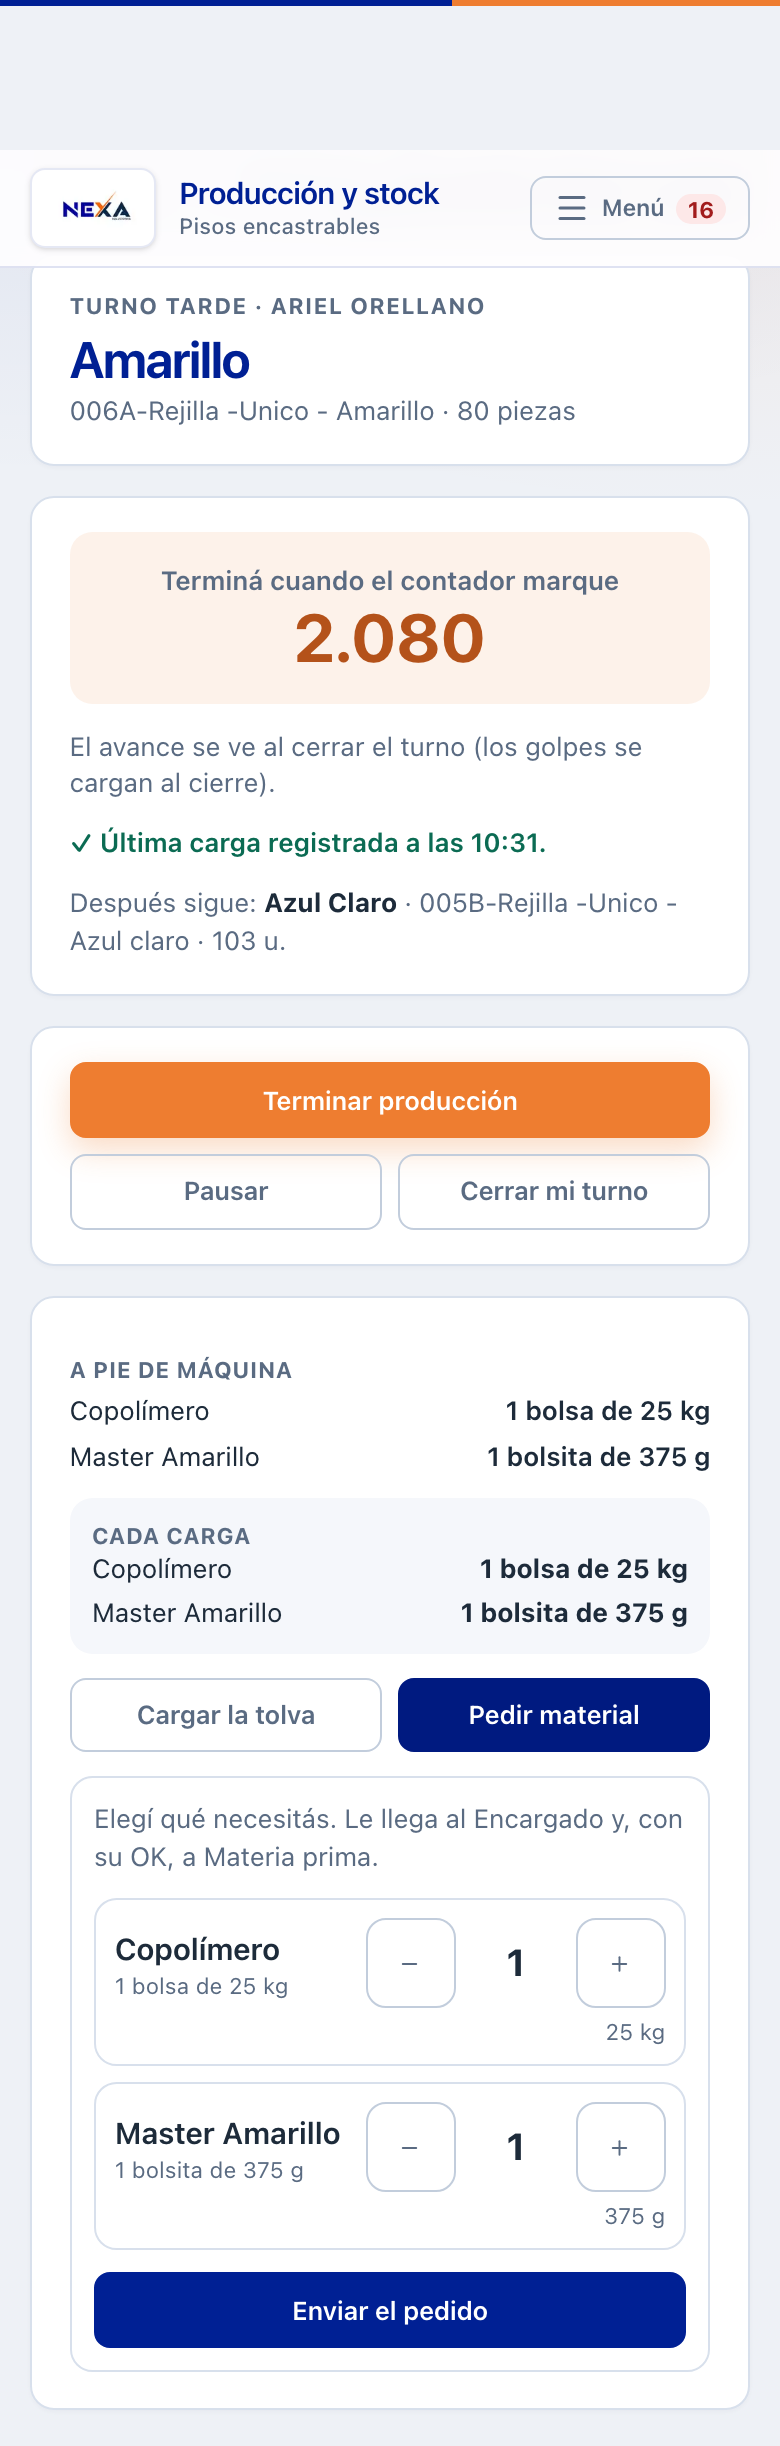 NEXA
Producción y stock
Pisos encastrables
Menú 16
TURNO TARDE · ARIEL ORELLANO
Amarillo
006A-Rejilla -Unico - Amarillo · 80 piezas
Terminá cuando el contador marque
2.080
El avance se ve al cerrar el turno (los golpes se
cargan al cierre).
✓ Última carga registrada a las 10:31.
Después sigue: Azul Claro · 005B-Rejilla -Unico -
Azul claro · 103 u.
Terminar producción
Pausar
Cerrar mi turno
A PIE DE MÁQUINA
Copolímero 1 bolsa de 25 kg
Master Amarillo 1 bolsita de 375 g
CADA CARGA
Copolímero 1 bolsa de 25 kg
Master Amarillo 1 bolsita de 375 g
Cargar la tolva
Pedir material
Elegí qué necesitás. Le llega al Encargado y, con
su OK, a Materia prima.
Copolímero
1 bolsa de 25 kg
− 1 +
25 kg
Master Amarillo
1 bolsita de 375 g
− 1 +
375 g
Enviar el pedido